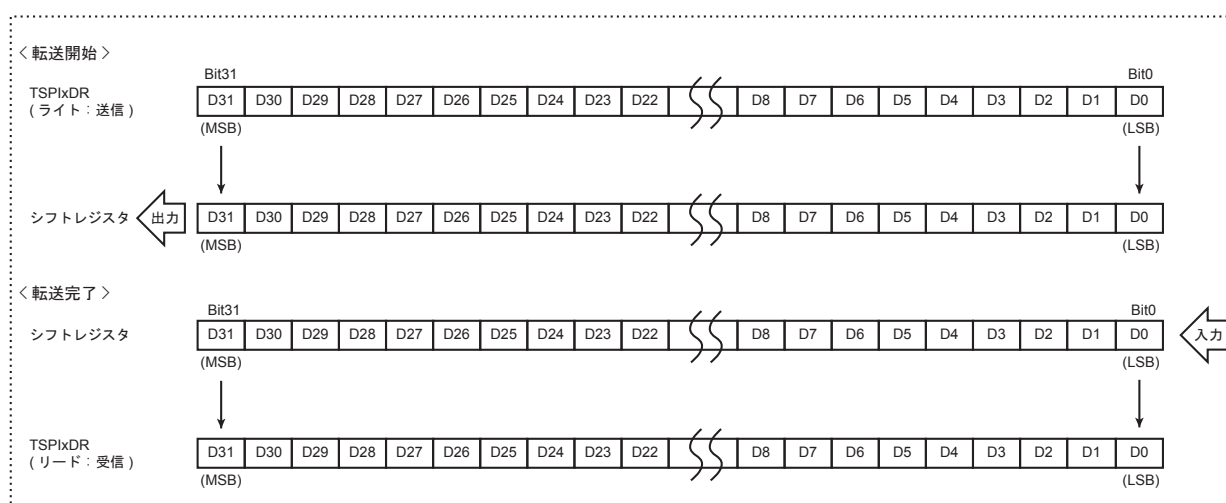 < 転送開始 >
Bit31 Bit0
TSPIxDR
( ライト : 送信 )
D31 D30 D29 D28 D27 D26 D25 D24 D23 D22 D8 D7 D6 D5 D4 D3 D2 D1 D0
(MSB) (LSB)
シフトレジスタ 出力 D31 D30 D29 D28 D27 D26 D25 D24 D23 D22 D8 D7 D6 D5 D4 D3 D2 D1 D0
(MSB) (LSB)
< 転送完了 >
Bit31 Bit0
シフトレジスタ D31 D30 D29 D28 D27 D26 D25 D24 D23 D22 D8 D7 D6 D5 D4 D3 D2 D1 D0 入力
(MSB) (LSB)
TSPIxDR
( リード : 受信 )
D31 D30 D29 D28 D27 D26 D25 D24 D23 D22 D8 D7 D6 D5 D4 D3 D2 D1 D0
(MSB) (LSB)